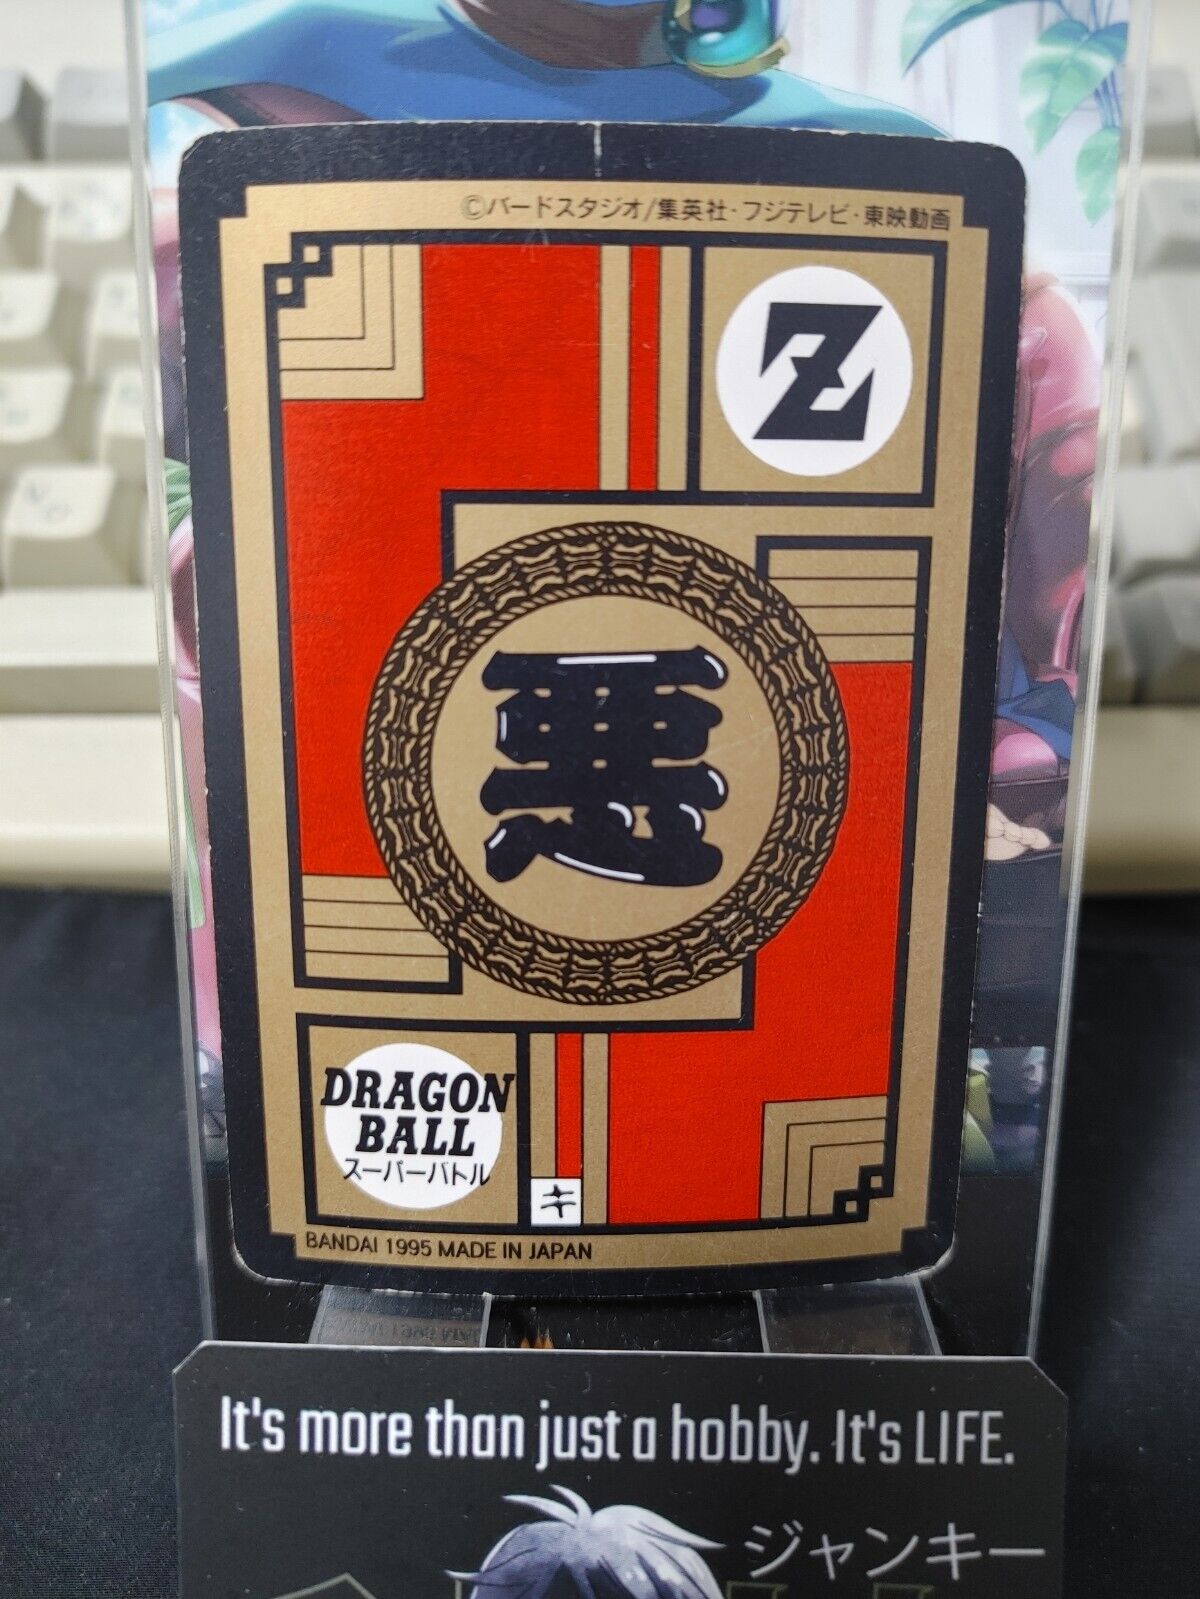 ©バードスタジオ/集英社・フジテレビ・東映動画
Z
悪
DRAGON
BALL
スーパーバトル
キ
BANDAI 1995 MADE IN JAPAN
It's more than just a hobby. It's LIFE.
ジャンキー